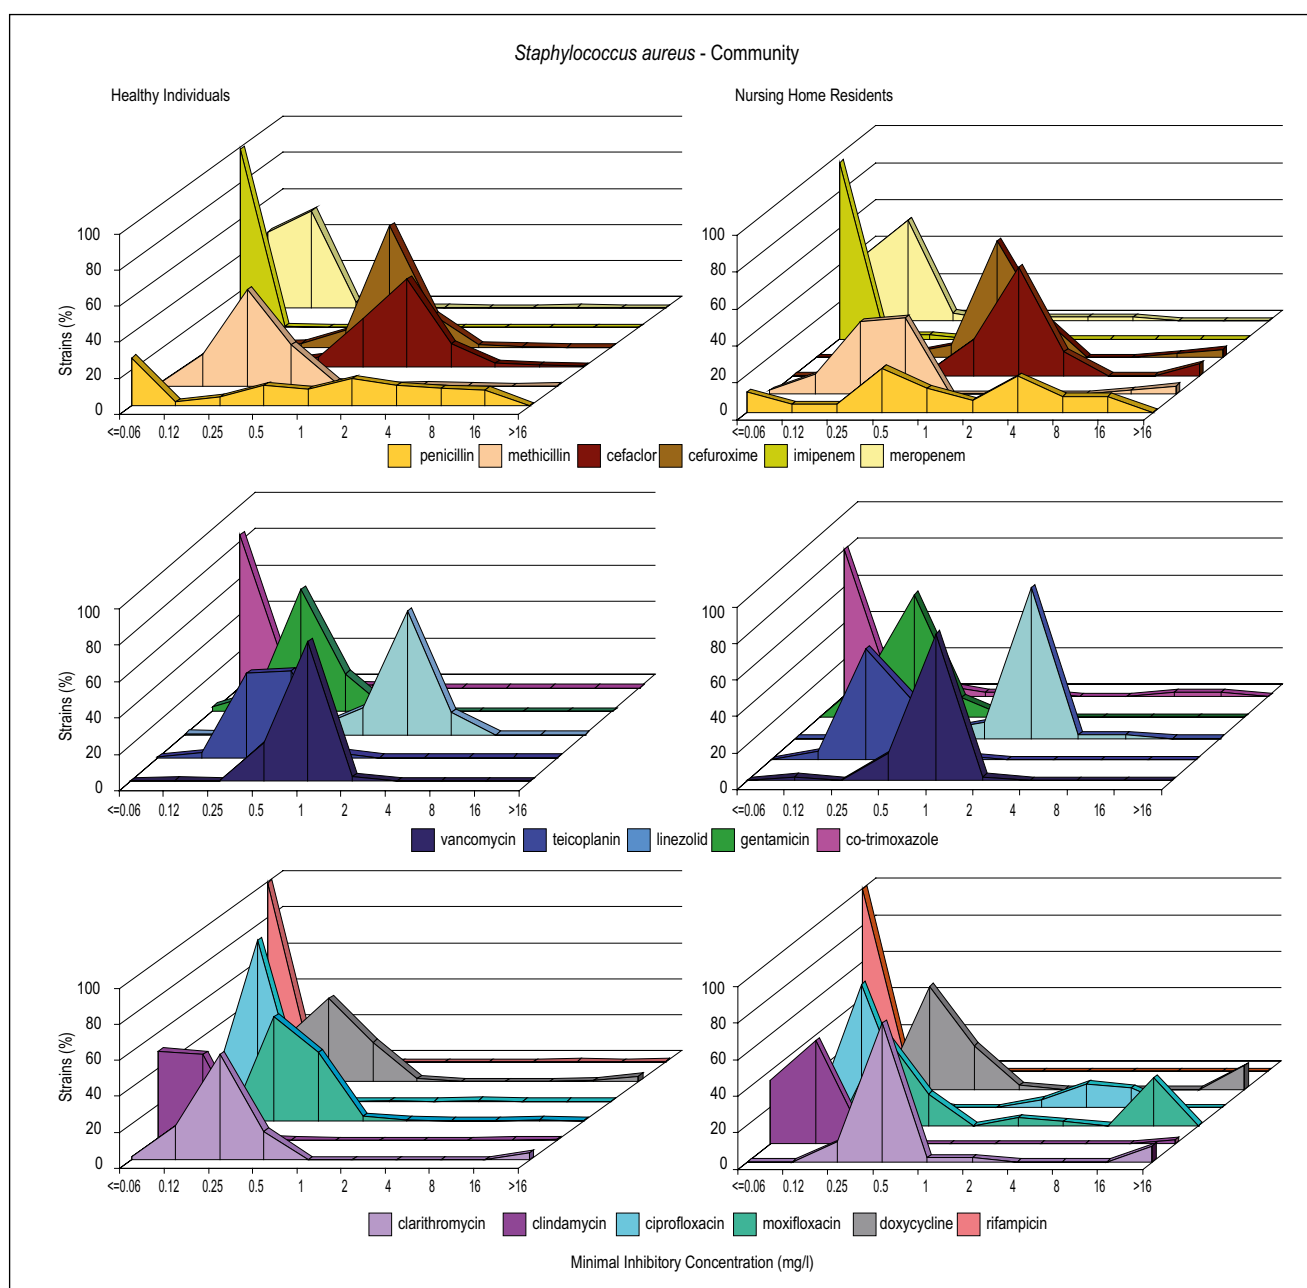 Staphylococcus aureus - Community
Healthy Individuals
Nursing Home Residents
Strains (%)
100
80
60
40
20
0
<=0.06 0.12 0.25 0.5 1 2 4 8 16 >16
100
80
60
40
20
0
<=0.06 0.12 0.25 0.5 1 2 4 8 16 >16
penicillin methicillin cefaclor cefuroxime imipenem meropenem
Strains (%)
100
80
60
40
20
0
<=0.06 0.12 0.25 0.5 1 2 4 8 16 >16
100
80
60
40
20
0
<=0.06 0.12 0.25 0.5 1 2 4 8 16 >16
vancomycin teicoplanin linezolid gentamicin co-trimoxazole
Strains (%)
100
80
60
40
20
0
<=0.06 0.12 0.25 0.5 1 2 4 8 16 >16
100
80
60
40
20
0
<=0.06 0.12 0.25 0.5 1 2 4 8 16 >16
clarithromycin clindamycin ciprofloxacin moxifloxacin doxycycline rifampicin
Minimal Inhibitory Concentration (mg/l)